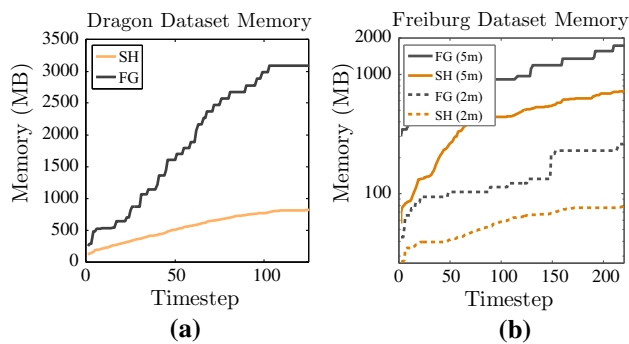 Dragon Dataset Memory
SH
FG
3500
3000
2500
2000
1500
1000
500
0
Memory (MB)
0
50
100
Timestep
(a)
Freiburg Dataset Memory
FG (5m)
SH (5m)
FG (2m)
SH (2m)
2000
1000
100
Memory (MB)
0
50
100
150
200
Timestep
(b)